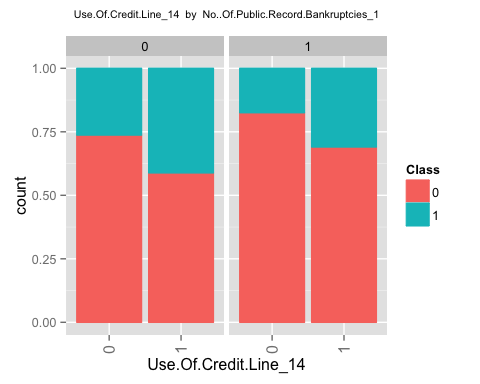 Use.Of.Credit.Line_14 by No..Of.Public.Record.Bankruptcies_1
0 1
1.00
0.75
0.50
0.25
0.00
count
0 1 0 1
Use.Of.Credit.Line_14
Class
0
1